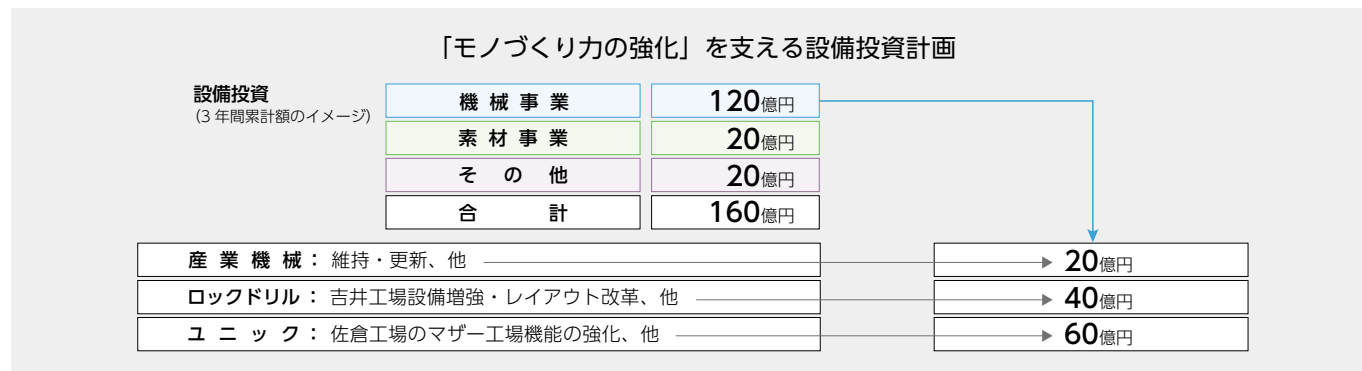 「モノづくり力の強化」を支える設備投資計画
設備投資
(3年間累計額のイメージ)
機械事業 120億円
素材事業 20億円
その他 20億円
合計 160億円
産業機械:維持・更新、他 20億円
ロックドリル:吉井工場設備増強・レイアウト改革、他 40億円
ユニック:佐倉工場のマザー工場機能の強化、他 60億円